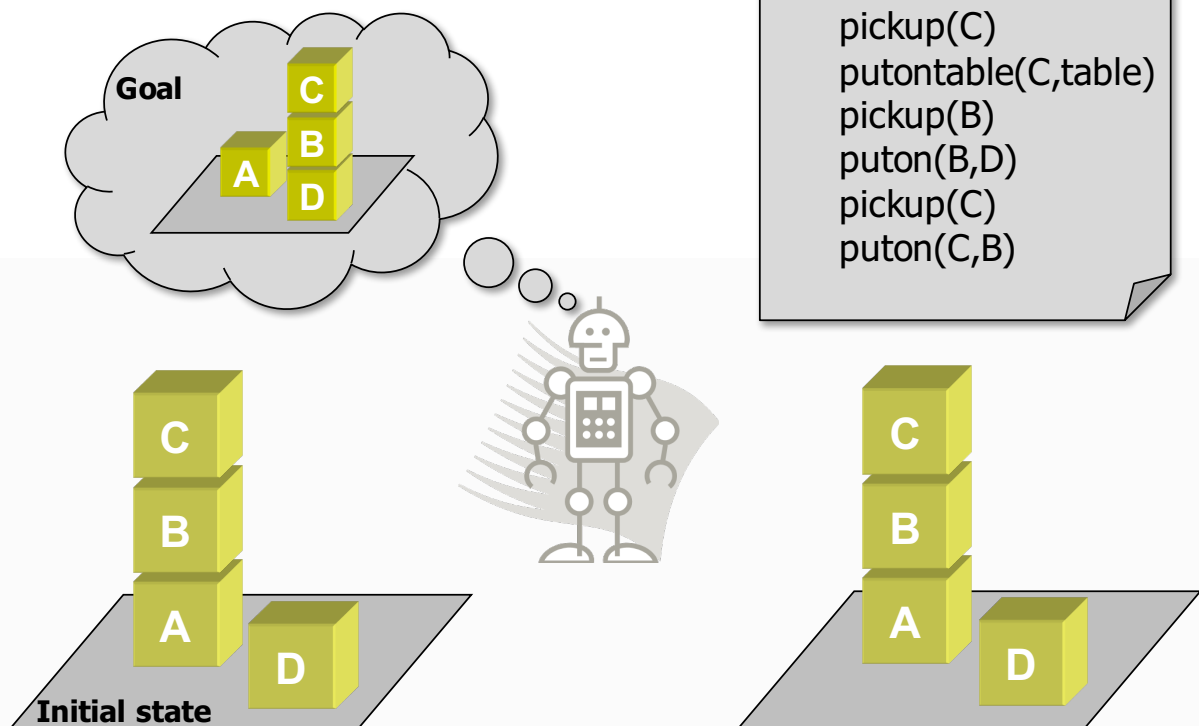 Goal
C
B
A
D
pickup(C)
putontable(C,table)
pickup(B)
puton(B,D)
pickup(C)
puton(C,B)
C
B
A
D
Initial state
C
B
A
D